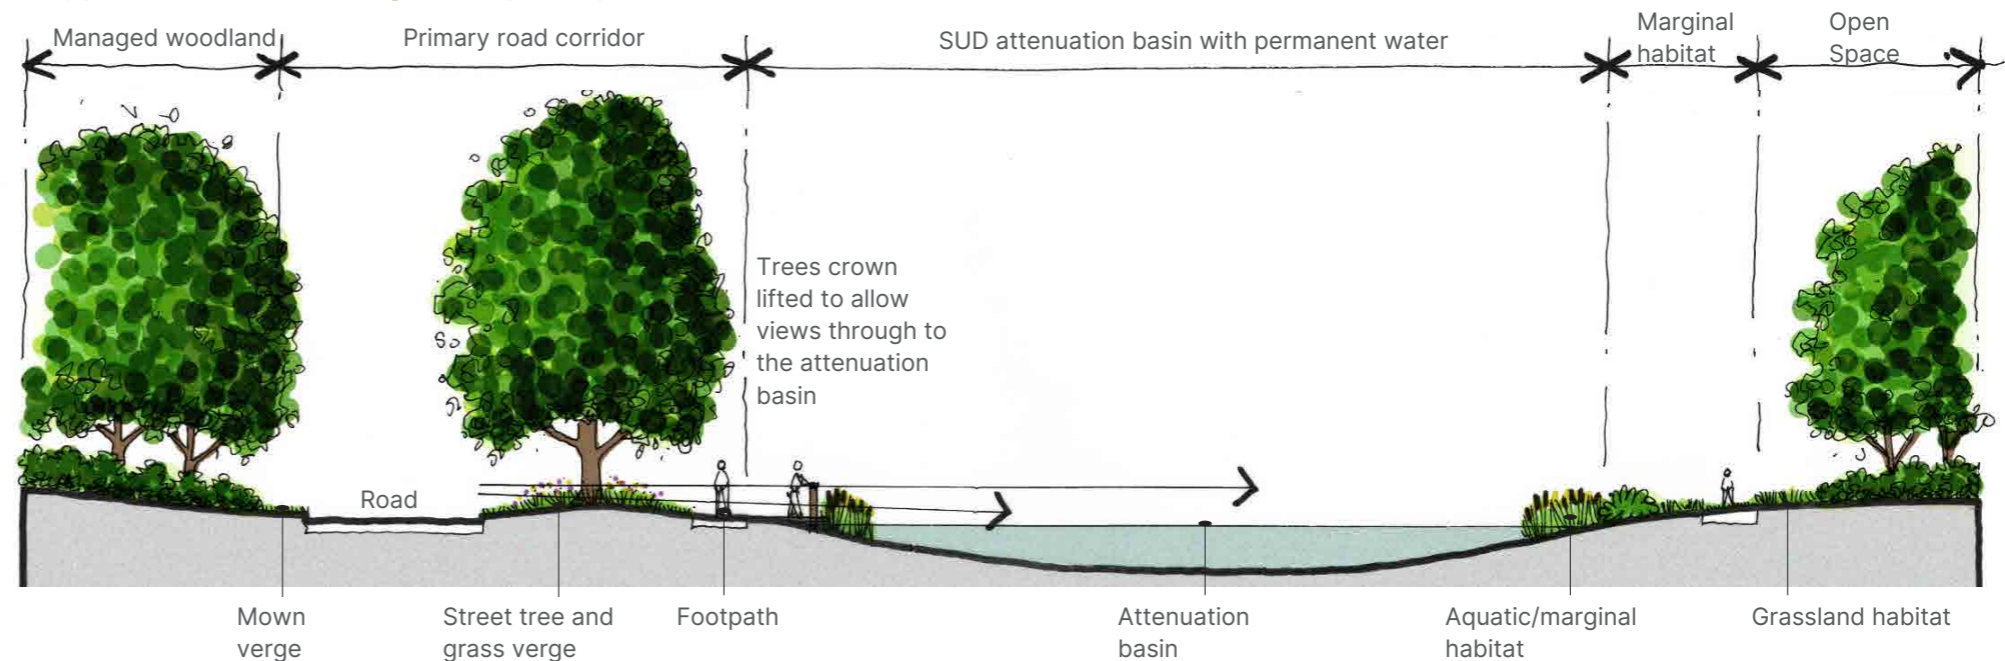 Managed woodland
Primary road corridor
SUD attenuation basin with permanent water
Marginal
habitat
Open
Space
Trees crown
lifted to allow
views through to
the attenuation
basin
Road
Mown
verge
Street tree and
grass verge
Footpath
Attenuation
basin
Aquatic/marginal
habitat
Grassland habitat